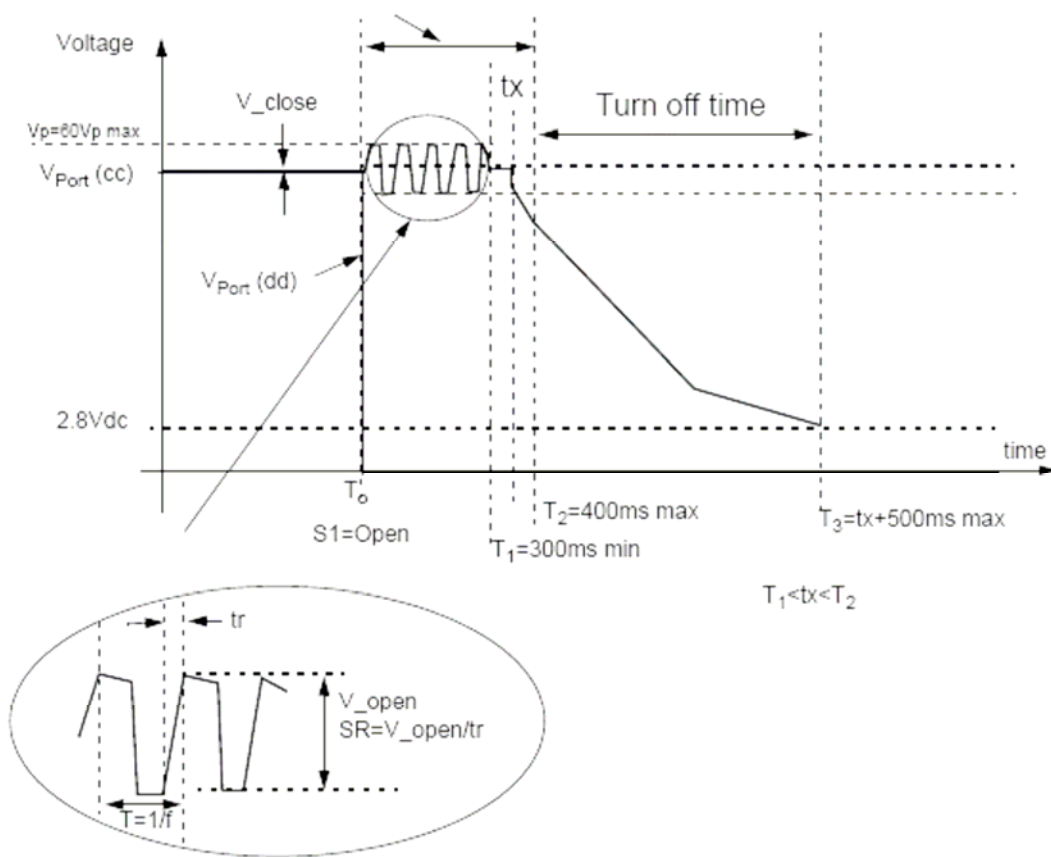 Voltage
tx
Turn off time
V_close
Vp=60Vp max
V_Port (cc)
V_Port (dd)
2.8Vdc
time
T_o
S1=Open
T_2=400ms max
T_1=300ms min
T_3=tx+500ms max
T_1<tx<T_2
tr
V_open
SR=V_open/tr
T=1/f